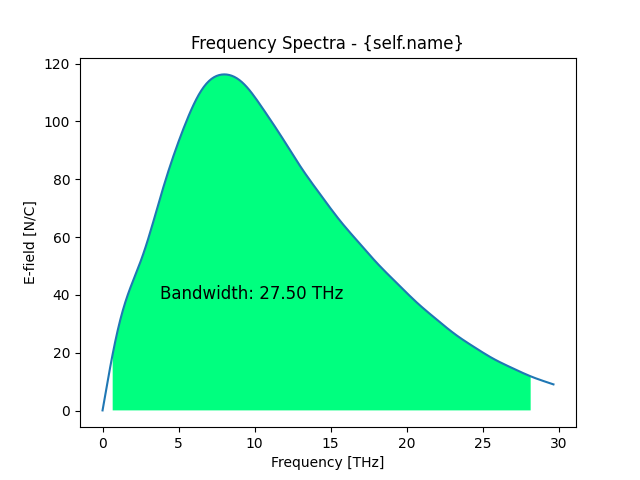 Frequency Spectra - {self.name}
120
100
80
60
40
20
0
E-field [N/C]
Bandwidth: 27.50 THz
0 5 10 15 20 25 30
Frequency [THz]